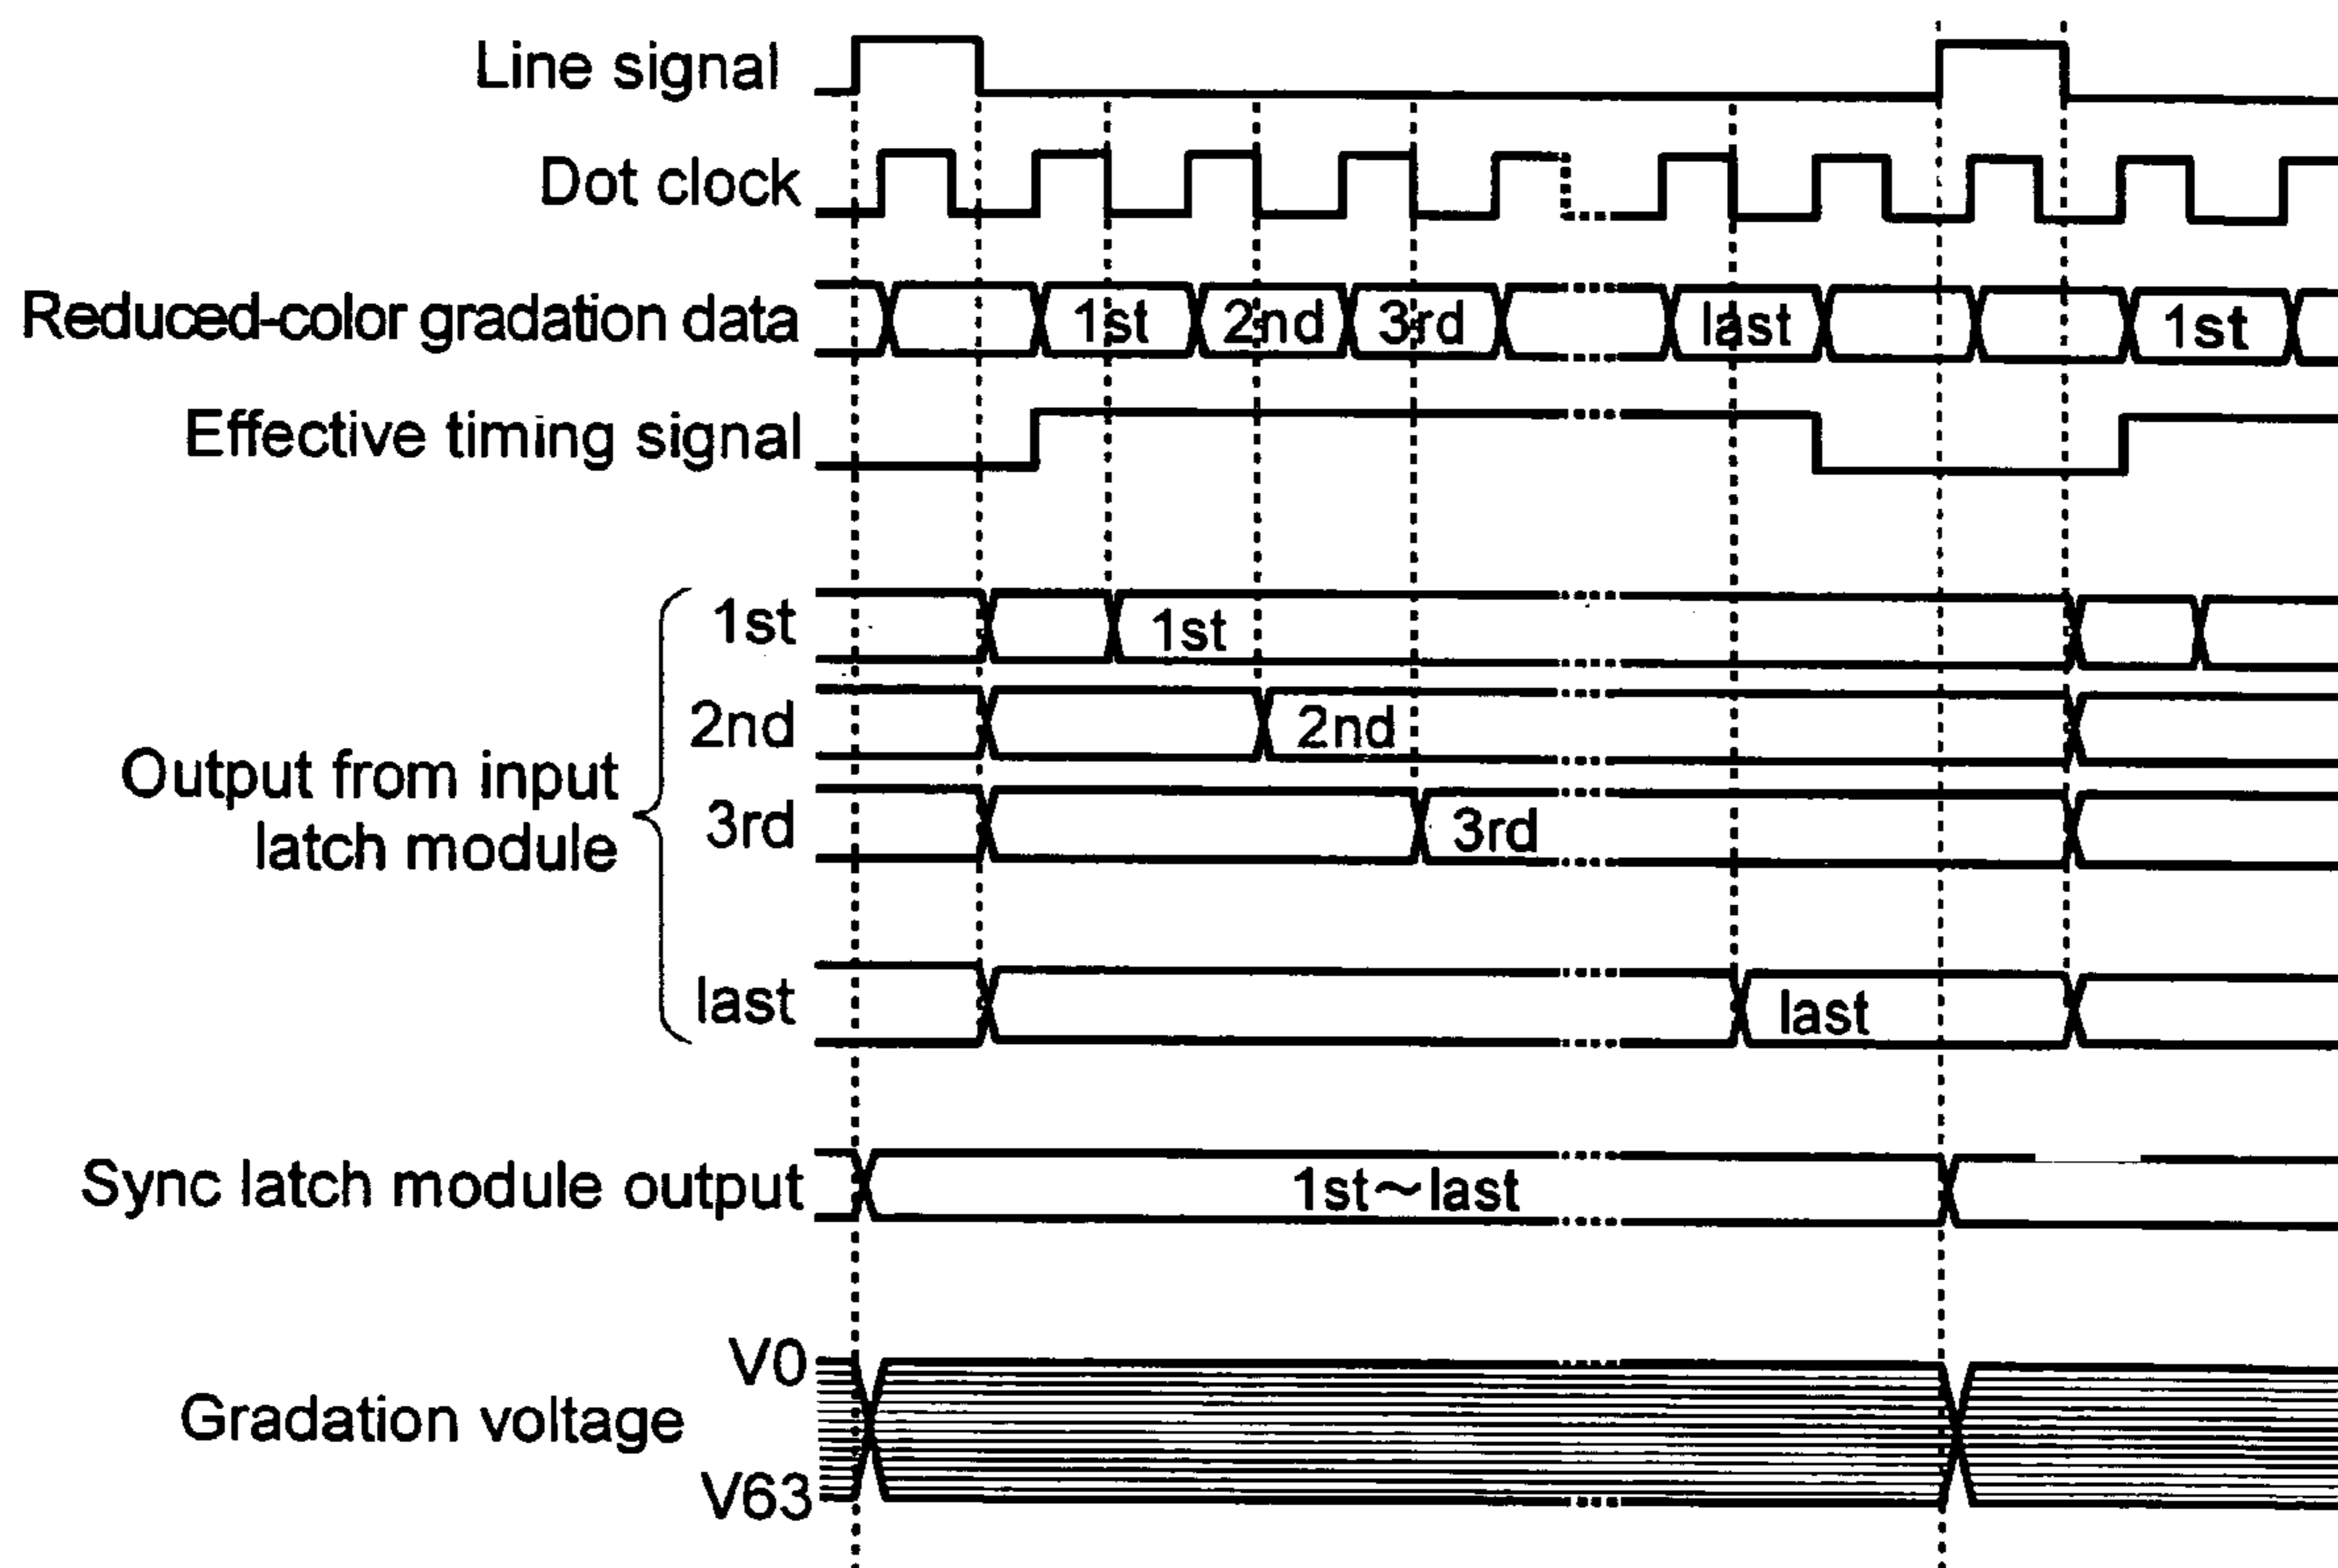 Line signal
Dot clock
Reduced-color gradation data
1st 2nd 3rd last 1st
Effective timing signal
1st
1st
2nd
2nd
Output from input
latch module
3rd
3rd
last
last
Sync latch module output
1st～last
V0
Gradation voltage
V63